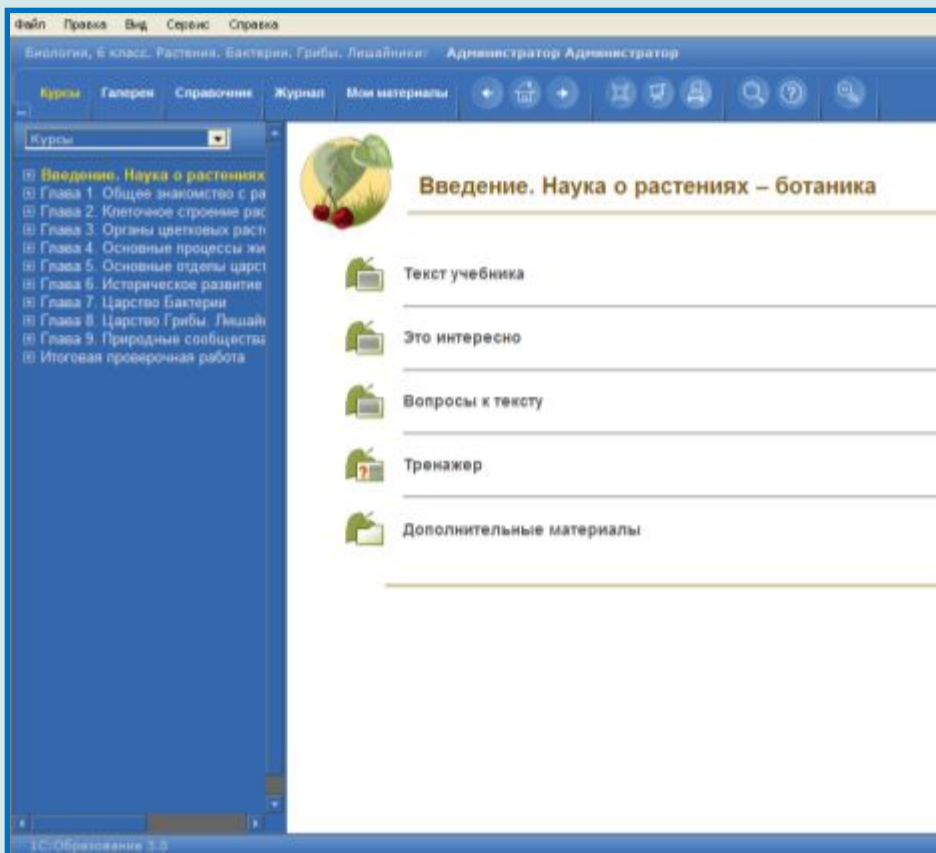 Файл Правка Вид Сервис Справка
Биология, 6 класс. Растения. Бактерии. Грибы. Лишайники: Администратор Администратор
Курсы Галерея Справочник Журнал Мои материалы
Курсы
Введение. Наука о растениях
Глава 1. Общее знакомство с ра
Глава 2. Клеточное строение рас
Глава 3. Органы цветковых раст
Глава 4. Основные процессы жи
Глава 5. Основные отделы царст
Глава 6. Историческое развитие
Глава 7. Царство Бактерии
Глава 8. Царство Грибы. Лишай
Глава 9. Природные сообщества
Итоговая проверочная работа
Введение. Наука о растениях – ботаника
Текст учебника
Это интересно
Вопросы к тексту
Тренажер
Дополнительные материалы
1С:Образование 3.0